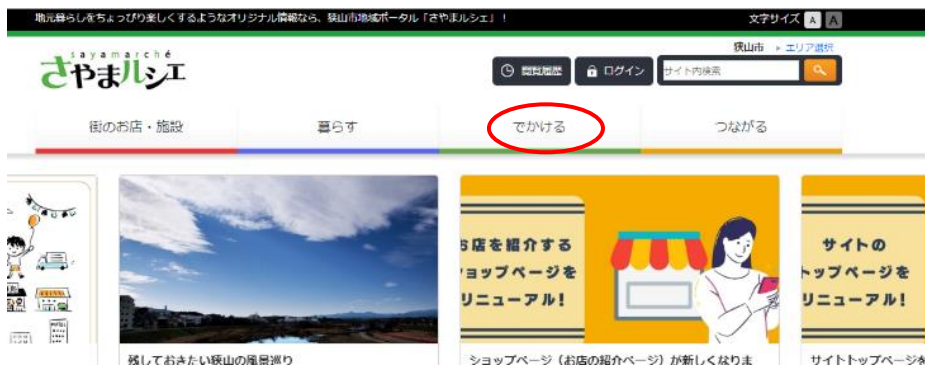 地元暮らしをちょっぴり楽しくするようなオリジナル情報なら、狭山市地域ポータル「さやまルシェ」！
文字サイズ A A
sayamarché
さやまルシェ
狭山市 ▸ エリア選択
閲覧履歴 ログイン サイト内検索
街のお店・施設 暮らす でかける つながる
お店を紹介する
ショップページを
リニューアル！
サイトの
トップページを
リニューアル！
残しておきたい狭山の風景巡り
ショップページ（お店の紹介ページ）が新しくなりま
サイトトップページを